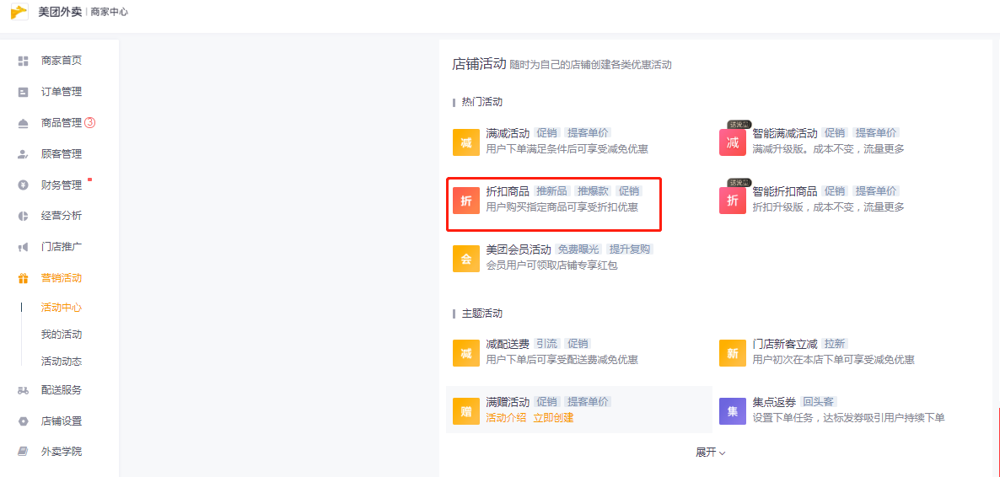 美团外卖 | 商家中心
商家首页
订单管理
商品管理 3
顾客管理
财务管理
经营分析
门店推广
营销活动
活动中心
我的活动
活动动态
配送服务
店铺设置
外卖学院
店铺活动 随时为自己的店铺创建各类优惠活动
热门活动
减 满减活动 促销 提客单价
用户下单满足条件后可享受减免优惠
送流量
减 智能满减活动 促销 提客单价
满减升级版。成本不变，流量更多
折 折扣商品 推新品 推爆款 促销
用户购买指定商品可享受折扣优惠
送流量
折 智能折扣商品 促销 提客单价
折扣升级版，成本不变，流量更多
会 美团会员活动 免费曝光 提升复购
会员用户可领取店铺专享红包
主题活动
减 减配送费 引流 促销
用户下单后可享受配送费减免优惠
新 门店新客立减 拉新
用户初次在本店下单可享受减免优惠
赠 满赠活动 促销 提客单价
活动介绍 立即创建
集 集点返券 回头客
设置下单任务，达标发券吸引用户持续下单
展开